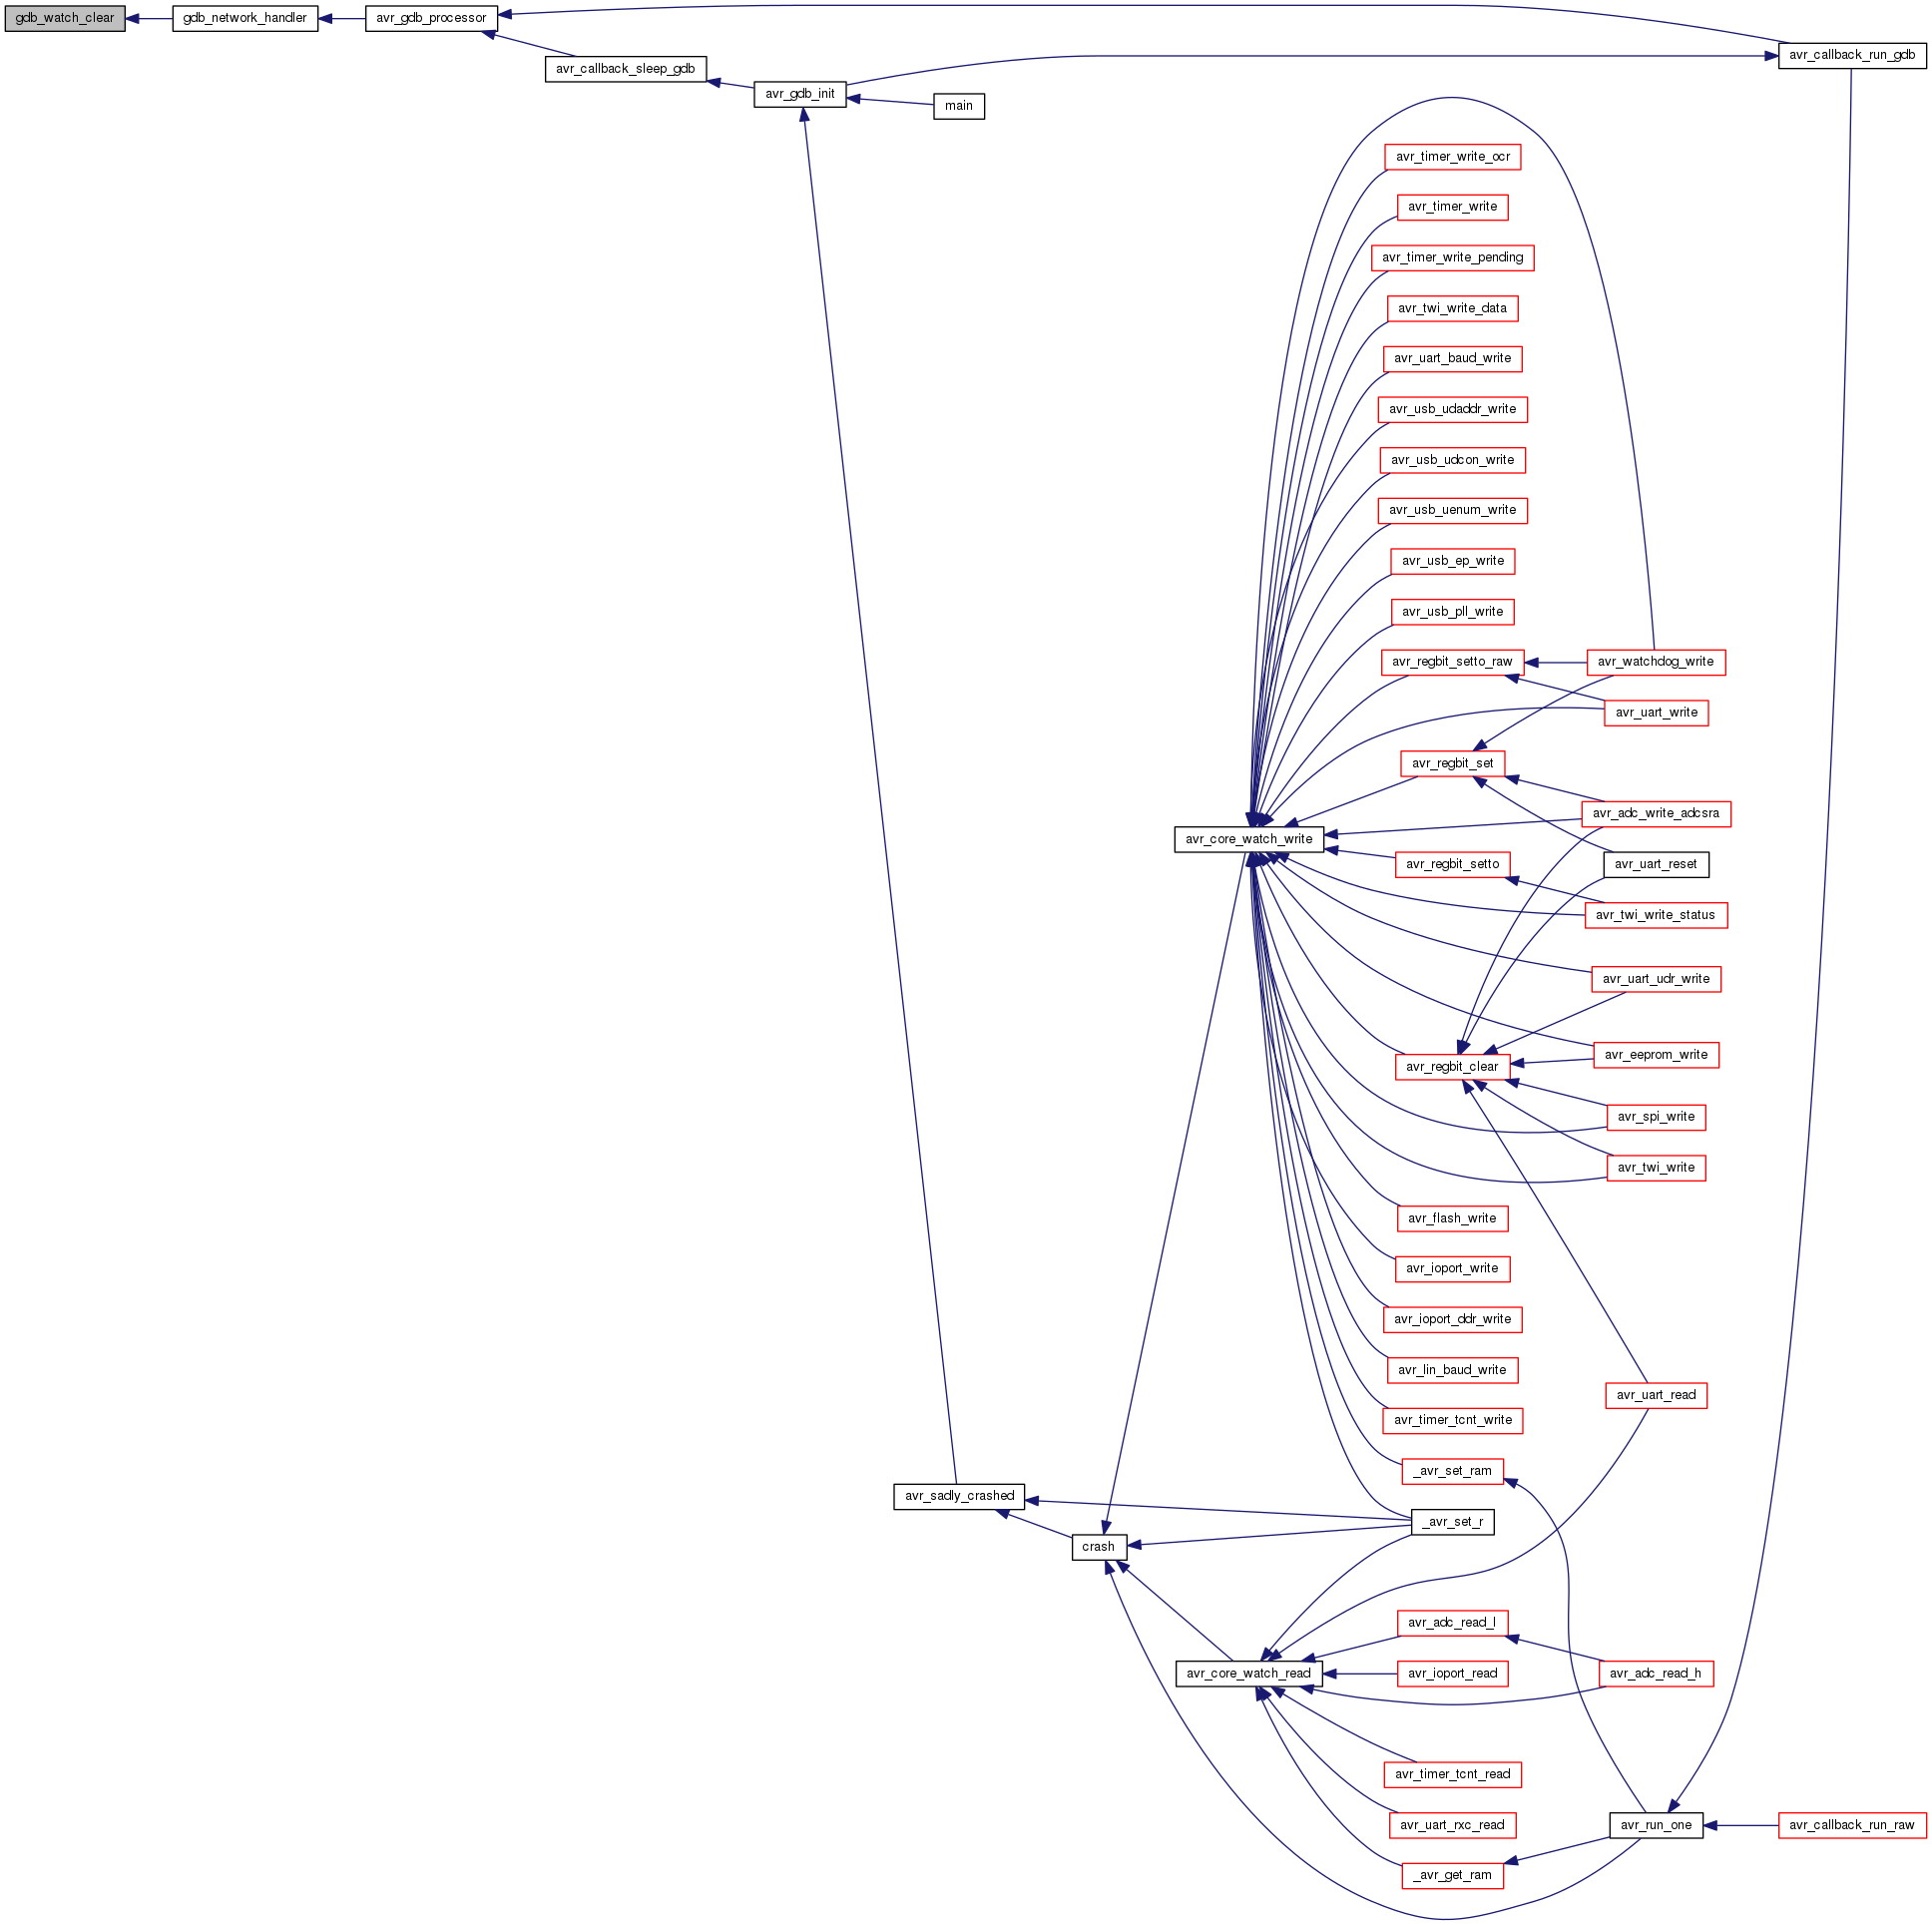 gdb_watch_clear
gdb_network_handler
avr_gdb_processor
avr_callback_run_gdb
avr_callback_sleep_gdb
avr_gdb_init
main
avr_timer_write_ocr
avr_timer_write
avr_timer_write_pending
avr_twi_write_data
avr_uart_baud_write
avr_usb_udaddr_write
avr_usb_udcon_write
avr_usb_uenum_write
avr_usb_ep_write
avr_usb_pll_write
avr_regbit_setto_raw
avr_watchdog_write
avr_uart_write
avr_regbit_set
avr_adc_write_adcsra
avr_core_watch_write
avr_regbit_setto
avr_uart_reset
avr_twi_write_status
avr_uart_udr_write
avr_eeprom_write
avr_regbit_clear
avr_spi_write
avr_twi_write
avr_flash_write
avr_ioport_write
avr_ioport_ddr_write
avr_lin_baud_write
avr_uart_read
avr_timer_tcnt_write
_avr_set_ram
avr_sadly_crashed
_avr_set_r
crash
avr_adc_read_l
avr_core_watch_read
avr_ioport_read
avr_adc_read_h
avr_timer_tcnt_read
avr_uart_rxc_read
avr_run_one
avr_callback_run_raw
_avr_get_ram